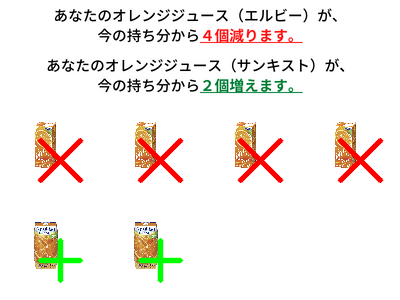 あなたのオレンジジュース（エルビー）が、
今の持ち分から４個減ります。
あなたのオレンジジュース（サンキスト）が、
今の持ち分から２個増えます。